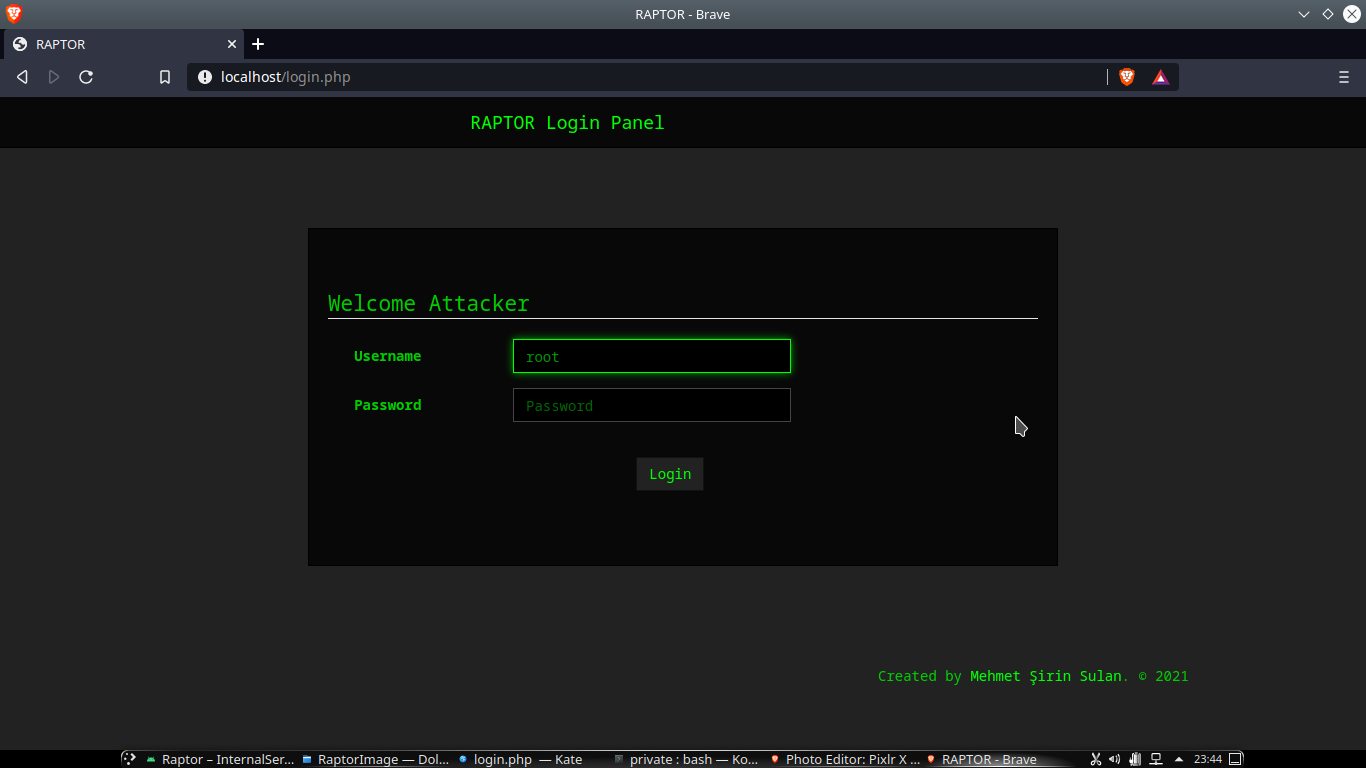 RAPTOR - Brave
RAPTOR
localhost/login.php
RAPTOR Login Panel
Welcome Attacker
Username
root
Password
Password
Login
Created by Mehmet Şirin Sulan. © 2021
Raptor – InternalSer... RaptorImage — Dol... login.php — Kate private : bash — Ko... Photo Editor: Pixlr X ... RAPTOR - Brave 23:44